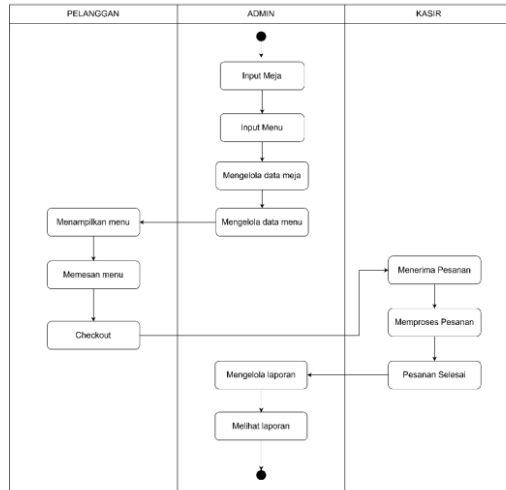 PELANGGAN
ADMIN
KASIR
Input Meja
Input Menu
Mengelola data meja
Menampilkan menu
Mengelola data menu
Memesan menu
Menerima Pesanan
Checkout
Memproses Pesanan
Mengelola laporan
Pesanan Selesai
Melihat laporan